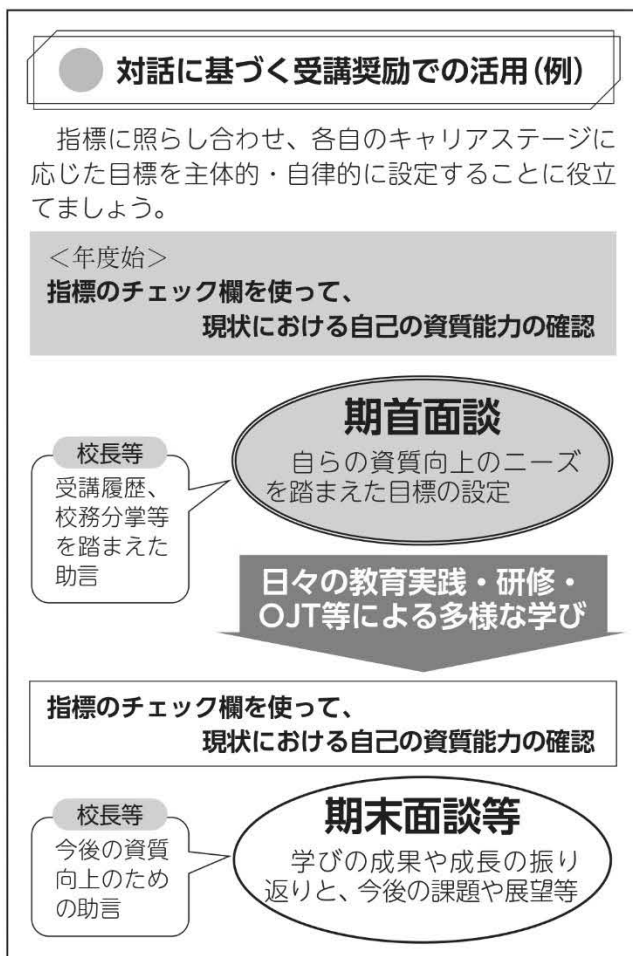 対話に基づく受講奨励での活用(例)
指標に照らし合わせ、各自のキャリアステージに
応じた目標を主体的・自律的に設定することに役立
てましょう。
＜年度始＞
指標のチェック欄を使って、
現状における自己の資質能力の確認
期首面談
自らの資質向上のニーズ
を踏まえた目標の設定
校長等
受講履歴、
校務分掌等
を踏まえた
助言
日々の教育実践・研修・
OJT等による多様な学び
指標のチェック欄を使って、
現状における自己の資質能力の確認
期末面談等
学びの成果や成長の振り
返りと、今後の課題や展望等
校長等
今後の資質
向上のため
の助言